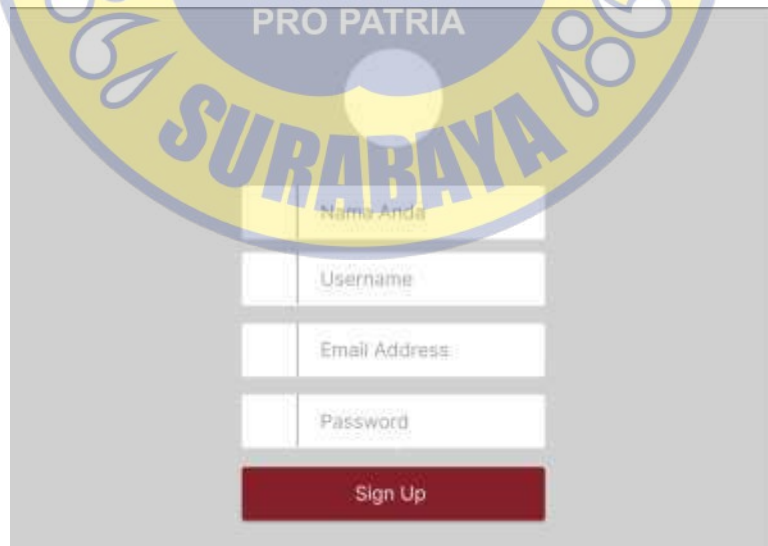 PRO PATRIA
SURABAYA
Nama Anda
Username
Email Address
Password
Sign Up